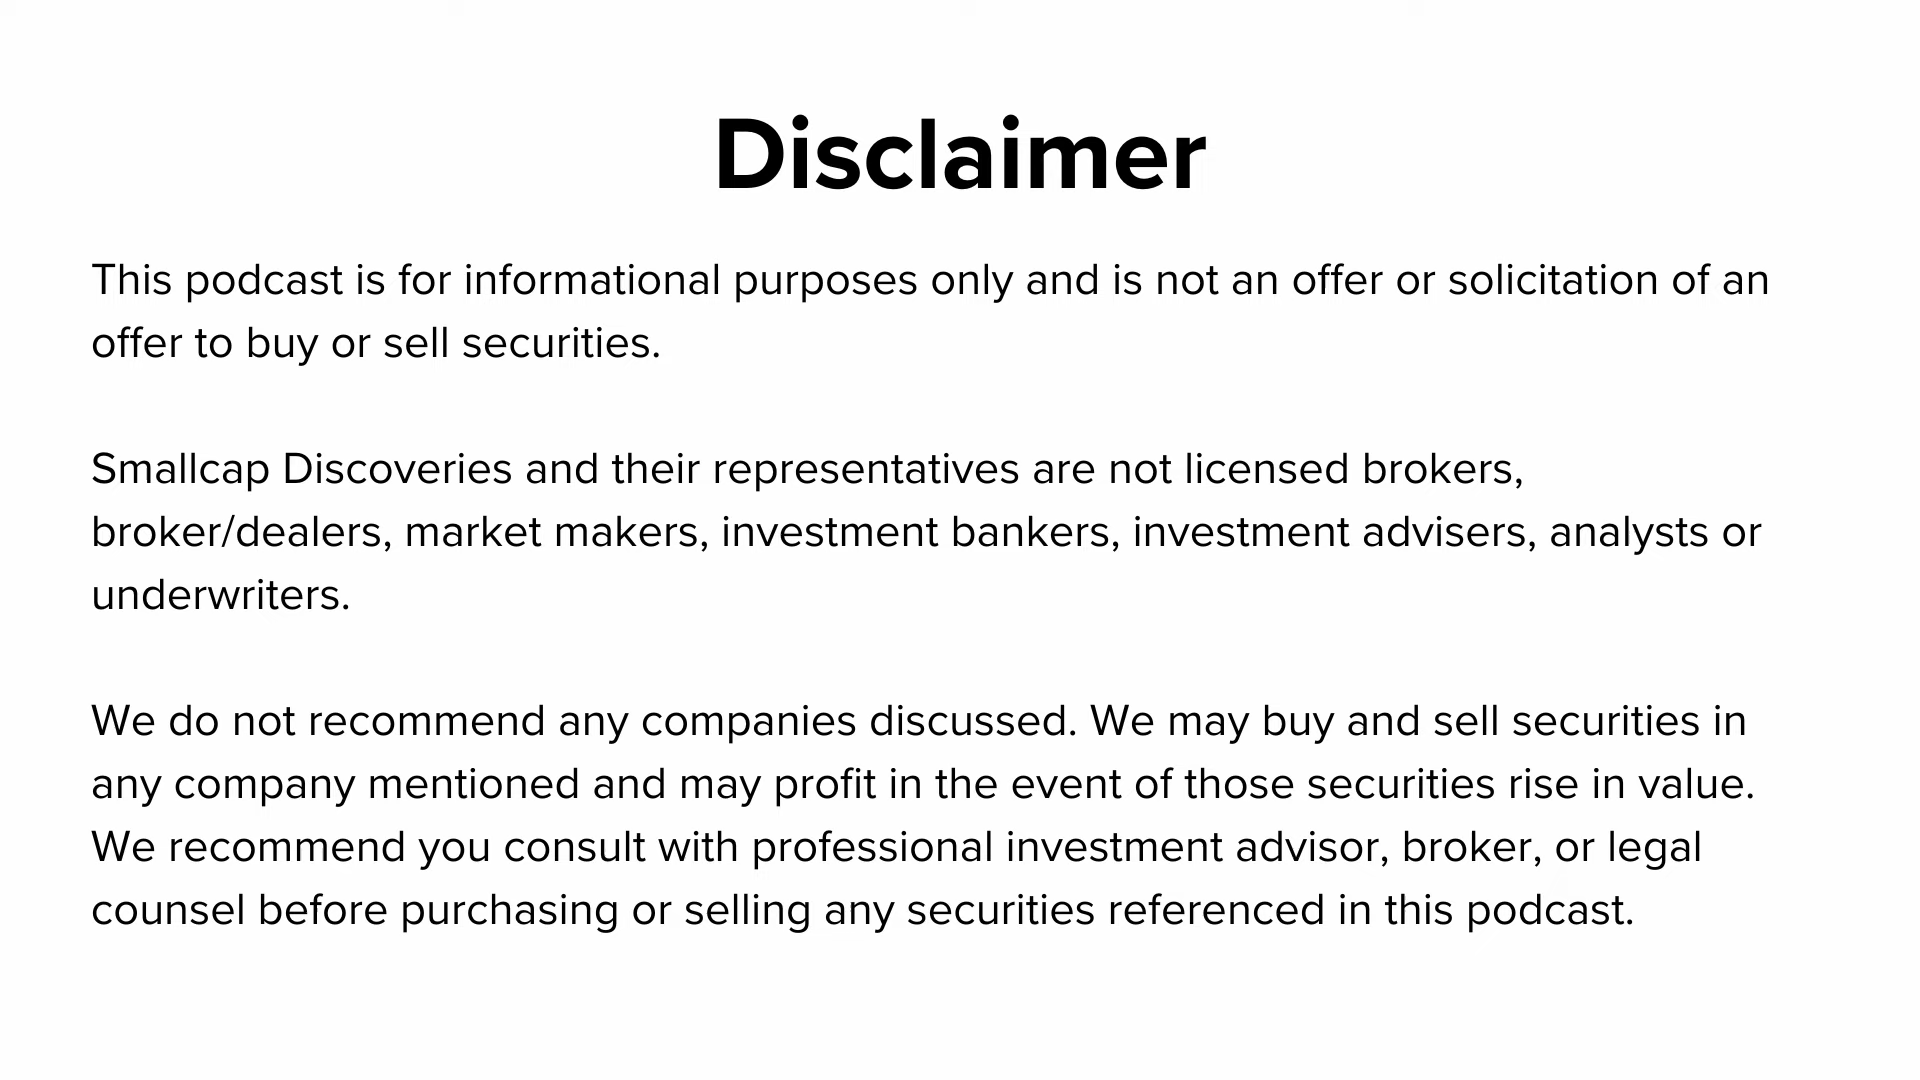 Disclaimer
This podcast is for informational purposes only and is not an offer or solicitation of an
offer to buy or sell securities.
Smallcap Discoveries and their representatives are not licensed brokers,
broker/dealers, market makers, investment bankers, investment advisers, analysts or
underwriters.
We do not recommend any companies discussed. We may buy and sell securities in
any company mentioned and may profit in the event of those securities rise in value.
We recommend you consult with professional investment advisor, broker, or legal
counsel before purchasing or selling any securities referenced in this podcast.